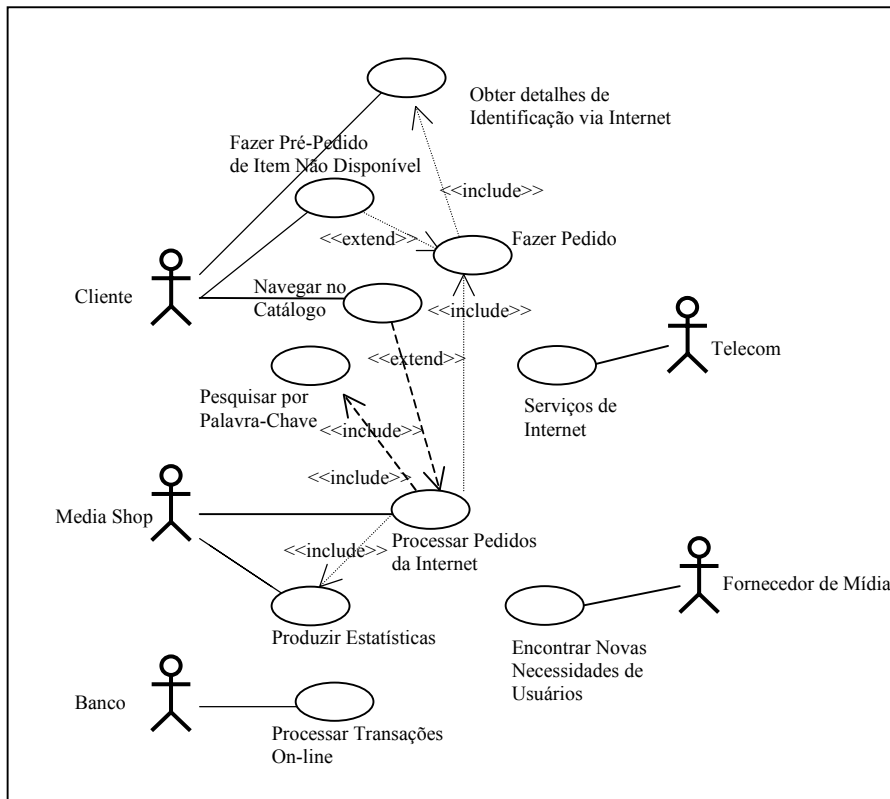 Obter detalhes de
Identificação via Internet
Fazer Pré-Pedido
de Item Não Disponível
<<include>>
<<extend>>
Fazer Pedido
Cliente
Navegar no
Catálogo
<<include>>
Telecom
<<extend>>
Pesquisar por
Palavra-Chave
Serviços de
Internet
<<include>>
<<include>>
Media Shop
Processar Pedidos
da Internet
<<include>>
Fornecedor de Mídia
Produzir Estatísticas
Encontrar Novas
Necessidades de
Usuários
Banco
Processar Transações
On-line